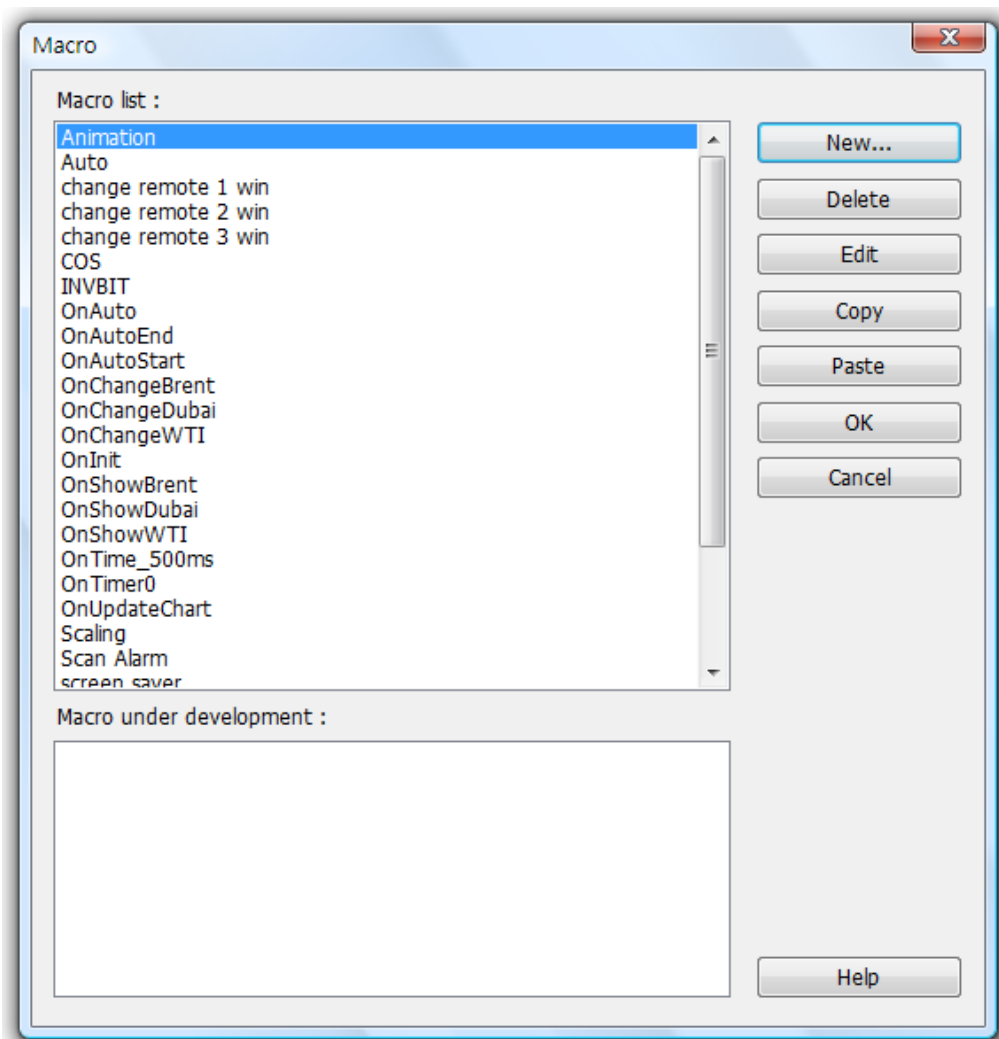 Macro
Macro list :
Animation
Auto
change remote 1 win
change remote 2 win
change remote 3 win
COS
INVBIT
OnAuto
OnAutoEnd
OnAutoStart
OnChangeBrent
OnChangeDubai
OnChangeWTI
OnInit
OnShowBrent
OnShowDubai
OnShowWTI
OnTime_500ms
OnTimer0
OnUpdateChart
Scaling
Scan Alarm
screen saver
Macro under development :
New...
Delete
Edit
Copy
Paste
OK
Cancel
Help